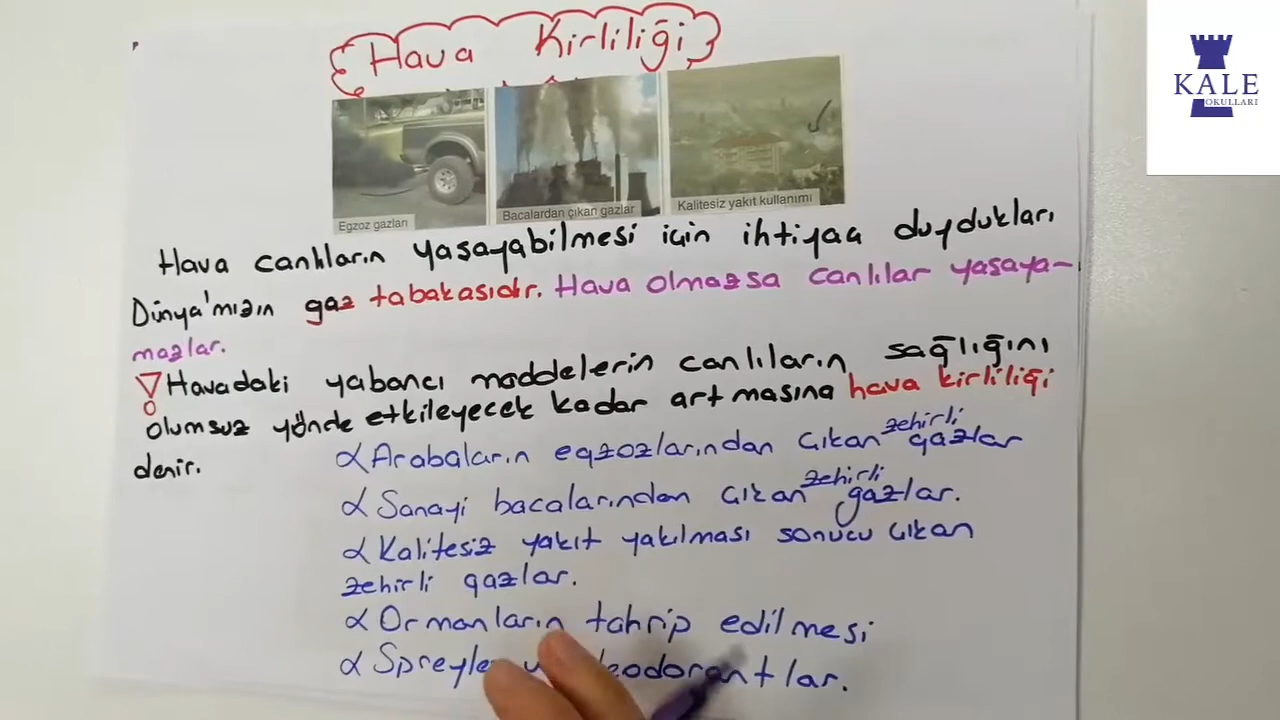 Hava Kirliliği
KALE
OKULLARI
Egzoz gazları
Bacalardan çıkan gazlar
Kalitesiz yakıt kullanımı
Hava canlıların yaşayabilmesi için ihtiyaç duydukları
Dünya'mızın gaz tabakasıdır. Hava olmazsa canlılar yaşaya-
mazlar.
Havadaki yabancı maddelerin canlıların sağlığını
olumsuz yönde etkileyecek kadar artmasına hava kirliliği
denir.
α Arabaların egzozlarından çıkan zehirli gazlar
α Sanayi bacalarından çıkan zehirli gazlar.
α Kalitesiz yakıt yakılması sonucu çıkan
zehirli gazlar.
α Ormanların tahrip edilmesi
α